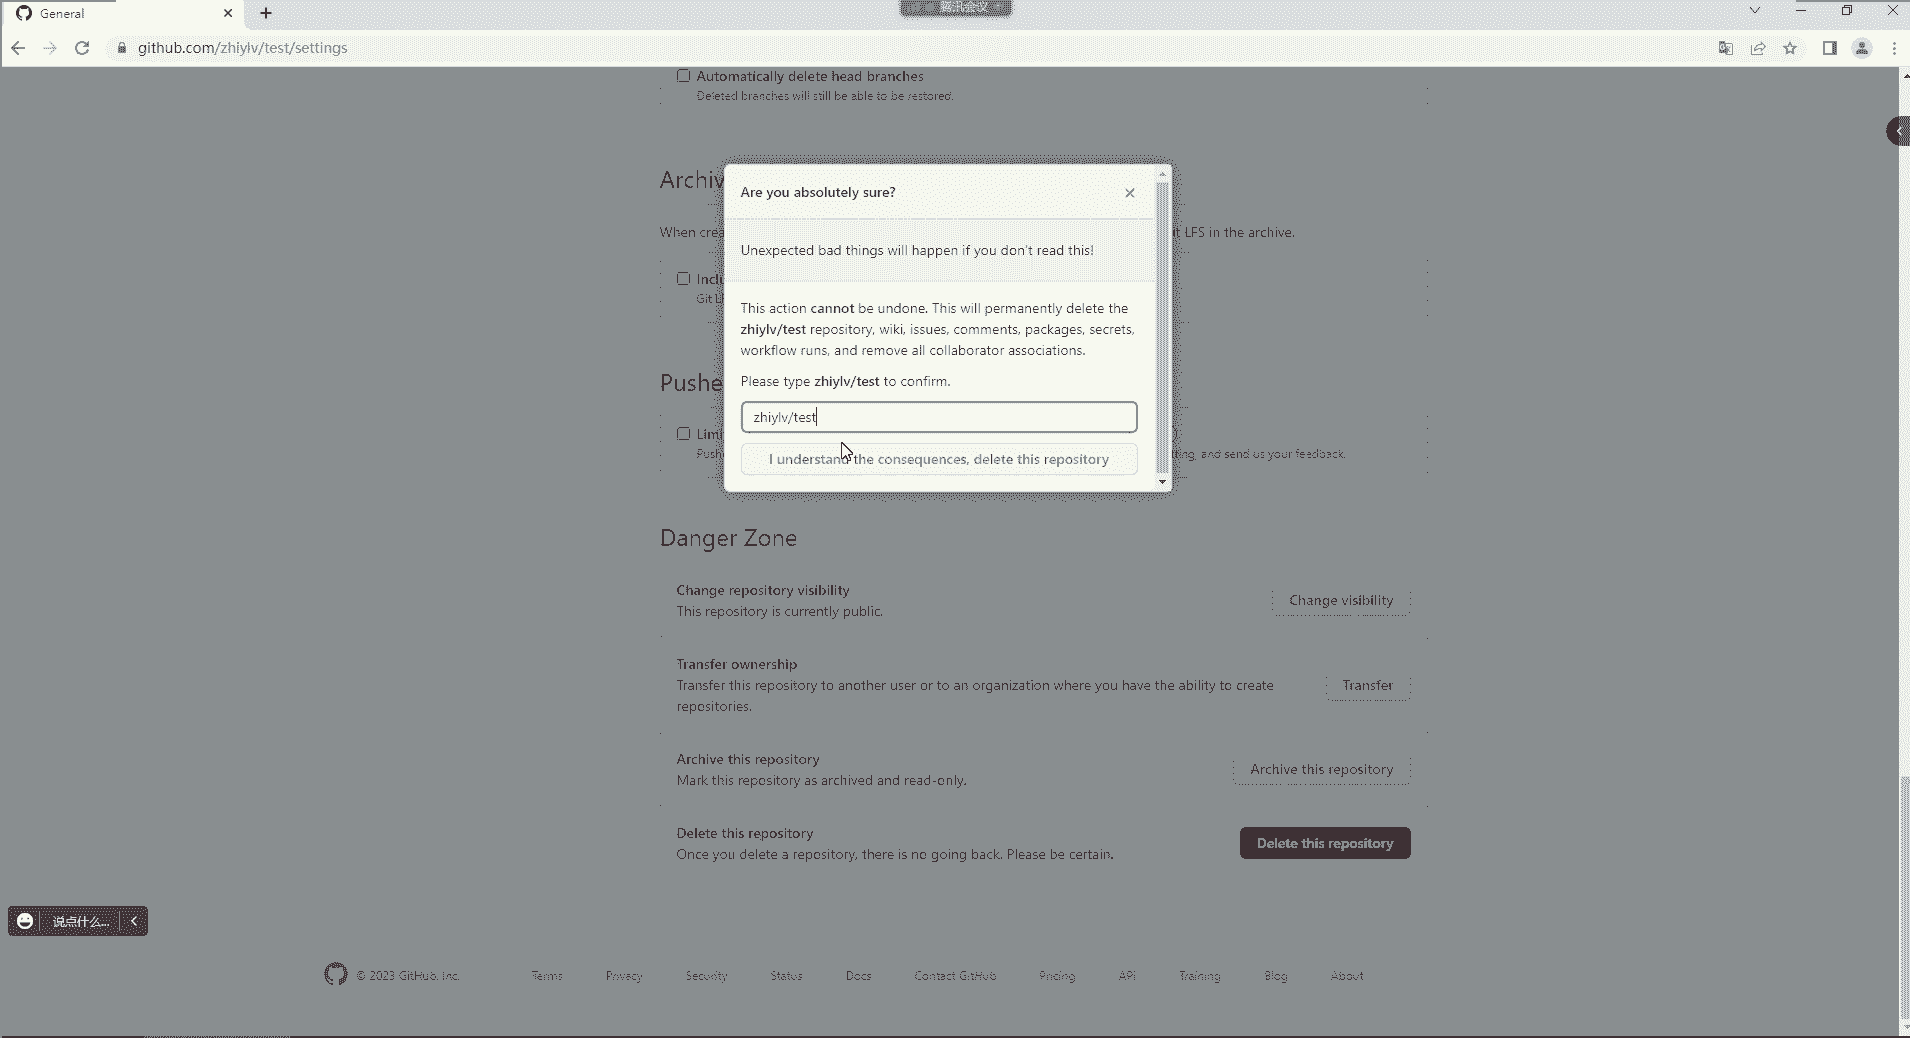 General
腾讯会议
github.com/zhiylv/test/settings
Automatically delete head branches
Deleted branches will still be able to be restored.
Archiv
When crea
it LFS in the archive.
Inclu
Git L
Pushe
Limi
Push
ting, and send us your feedback.
Are you absolutely sure?
Unexpected bad things will happen if you don't read this!
This action cannot be undone. This will permanently delete the
zhiylv/test repository, wiki, issues, comments, packages, secrets,
workflow runs, and remove all collaborator associations.
Please type zhiylv/test to confirm.
zhiylv/test
I understand the consequences, delete this repository
Danger Zone
Change repository visibility
This repository is currently public.
Change visibility
Transfer ownership
Transfer this repository to another user or to an organization where you have the ability to create
repositories.
Transfer
Archive this repository
Mark this repository as archived and read-only.
Archive this repository
Delete this repository
Once you delete a repository, there is no going back. Please be certain.
Delete this repository
说点什么...
© 2023 GitHub, Inc.
Terms
Privacy
Security
Status
Docs
Contact GitHub
Pricing
API
Training
Blog
About